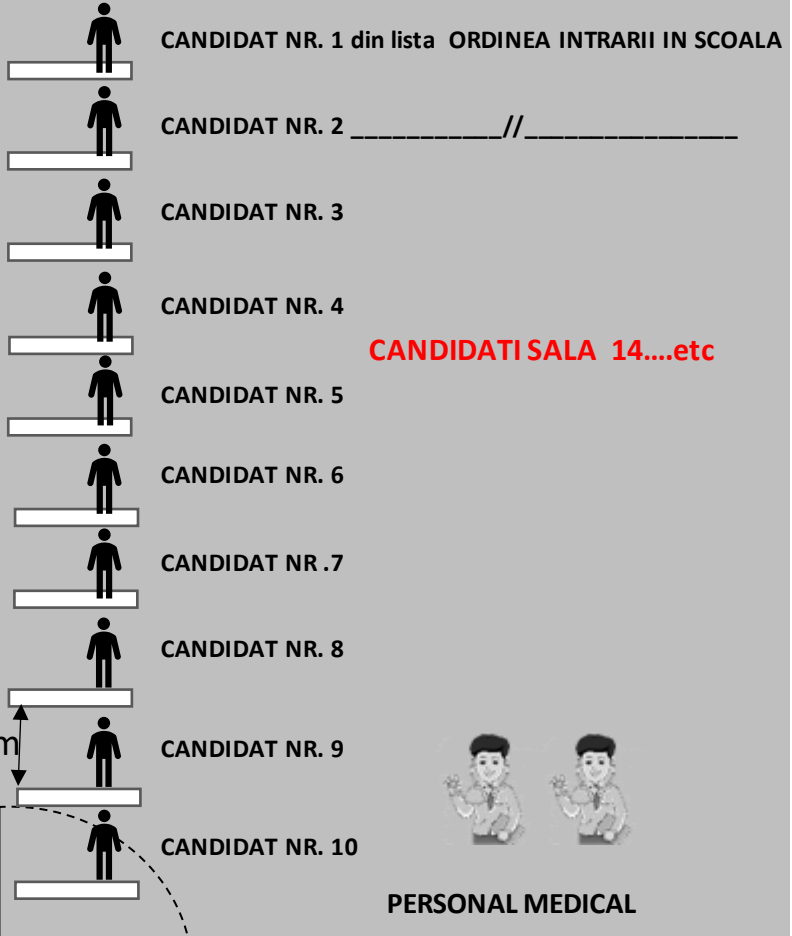 CANDIDAT NR. 1 din lista ORDINEA INTRARII IN SCOALA
CANDIDAT NR. 2 ___________//________________
CANDIDAT NR. 3
CANDIDAT NR. 4
CANDIDATI SALA 14....etc
CANDIDAT NR. 5
CANDIDAT NR. 6
CANDIDAT NR .7
CANDIDAT NR. 8
m
CANDIDAT NR. 9
CANDIDAT NR. 10
PERSONAL MEDICAL